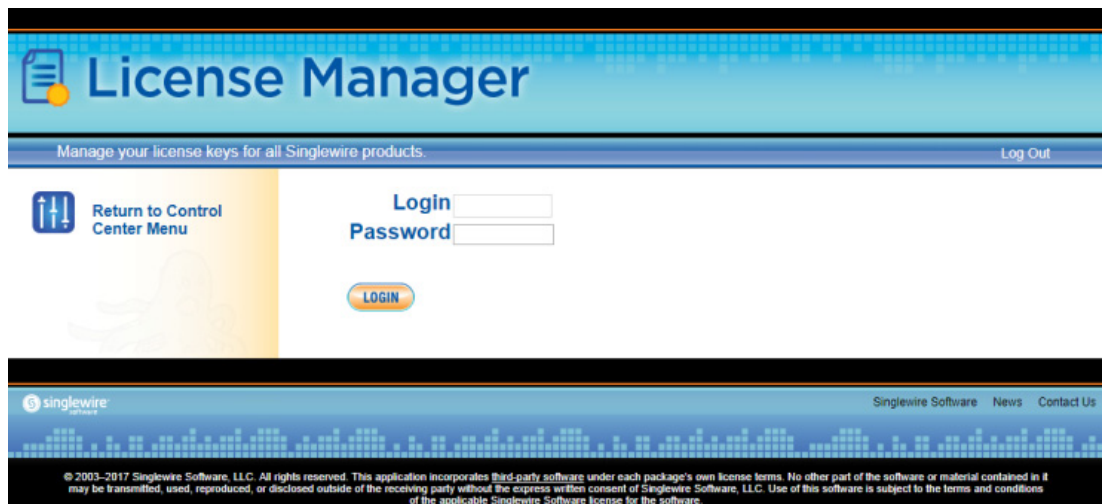 License Manager
Manage your license keys for all Singlewire products.
Log Out
Return to Control
Center Menu
Login
Password
LOGIN
singlewire
software
Singlewire Software News Contact Us
© 2003–2017 Singlewire Software, LLC. All rights reserved. This application incorporates third-party software under each package's own license terms. No other part of the software or material contained in it
may be transmitted, used, reproduced, or disclosed outside of the receiving party without the express written consent of Singlewire Software, LLC. Use of this software is subject to the terms and conditions
of the applicable Singlewire Software license for the software.